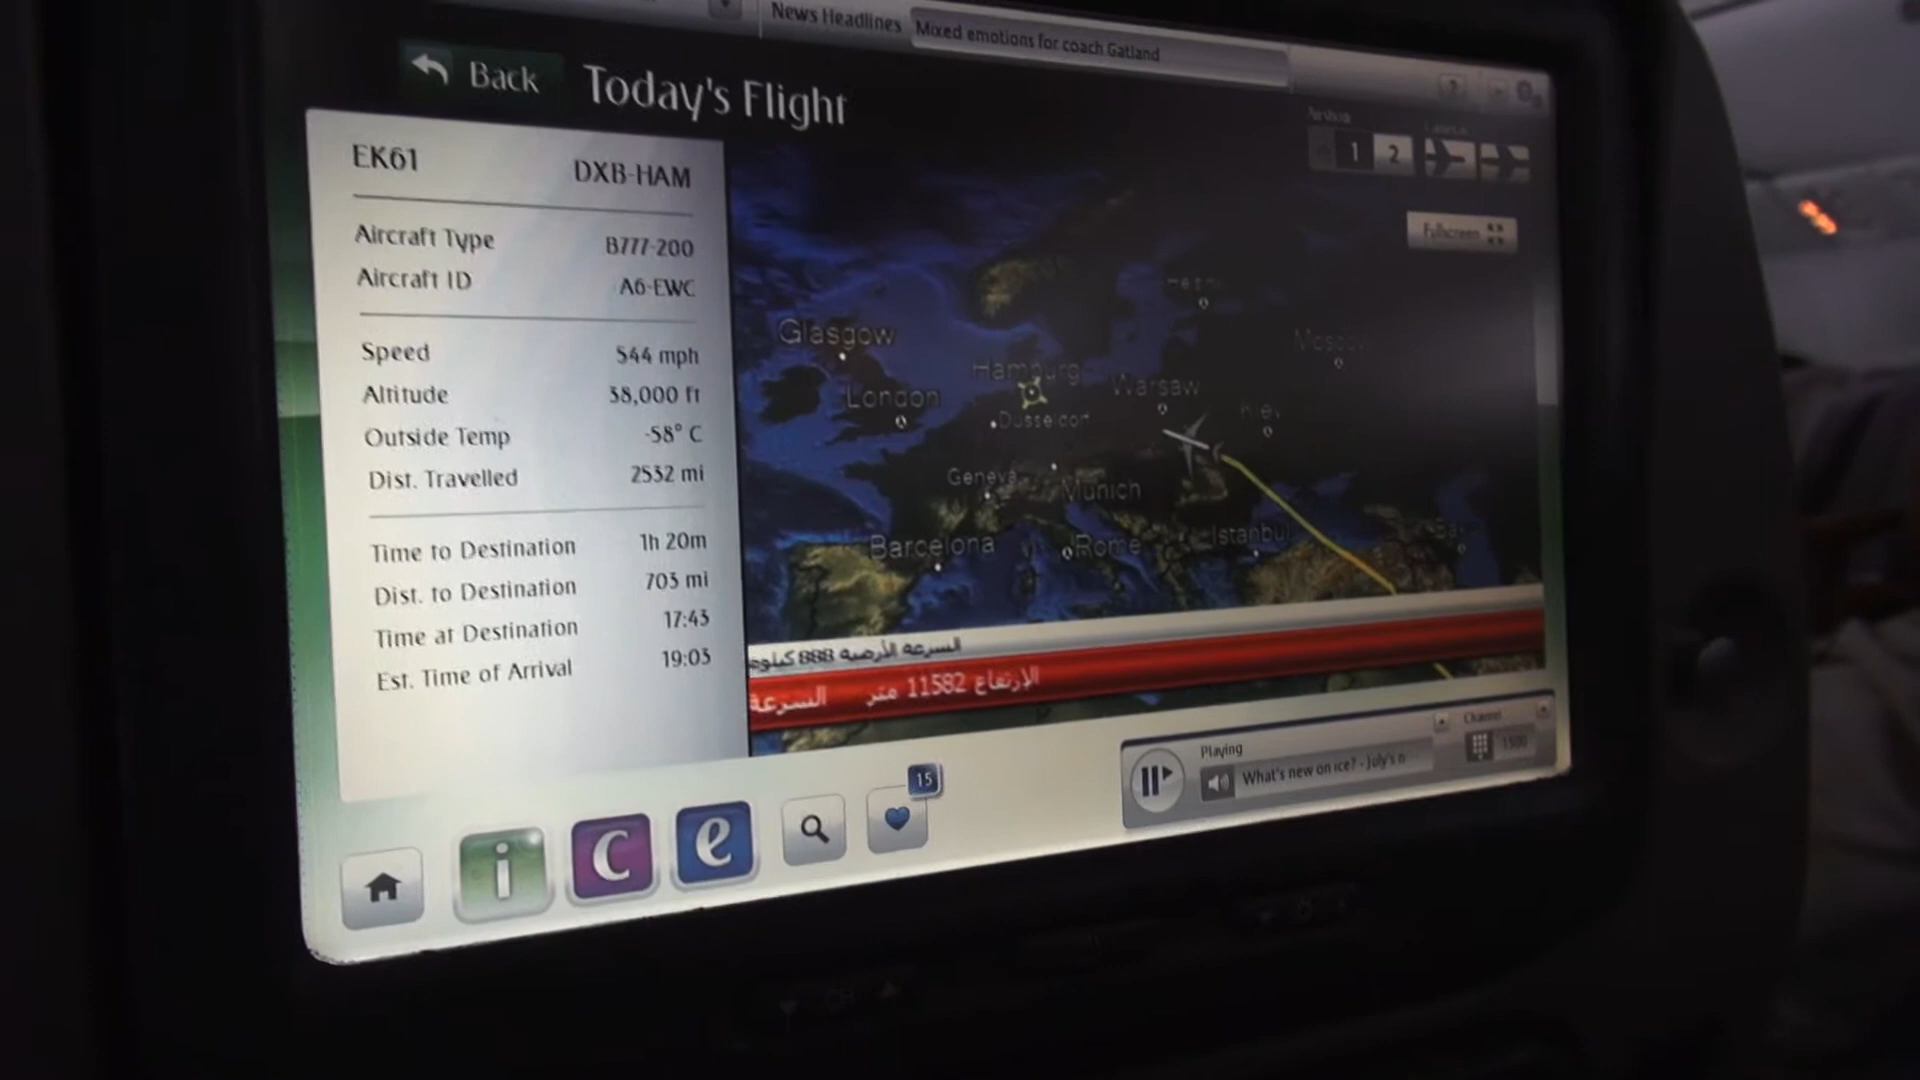 News Headlines Mixed emotions for coach Gatland
Back Today's Flight
EK61 DXB-HAM
Aircraft Type B777-200
Aircraft ID A6-EWC
Speed 544 mph
Altitude 38,000 ft
Outside Temp -58° C
Dist. Travelled 2532 mi
Time to Destination 1h 20m
Dist. to Destination 703 mi
Time at Destination 17:43
Est. Time of Arrival 19:03
1 2
Fullscreen
Glasgow
Hamburg
London
Warsaw
Dusseldorf
Geneva
Munich
Barcelona
Rome
Istanbul
السرعة الأرضية 888
الارتفاع 11582 متر السرعة
Playing
What's new on ice? - July's n
Channel
1500
i c e
15